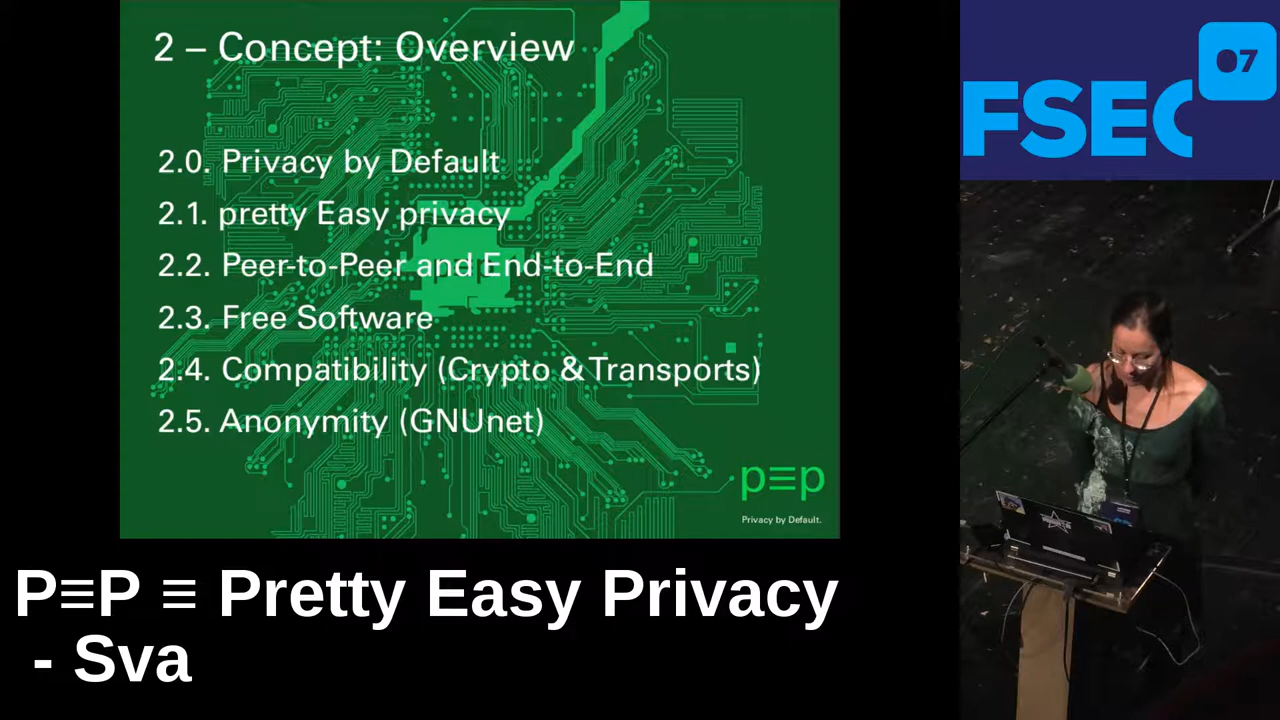 2 – Concept: Overview
2.0. Privacy by Default
2.1. pretty Easy privacy
2.2. Peer-to-Peer and End-to-End
2.3. Free Software
2.4. Compatibility (Crypto & Transports)
2.5. Anonymity (GNUnet)
p≡p
Privacy by Default.
FSEC 07
P≡P ≡ Pretty Easy Privacy
- Sva